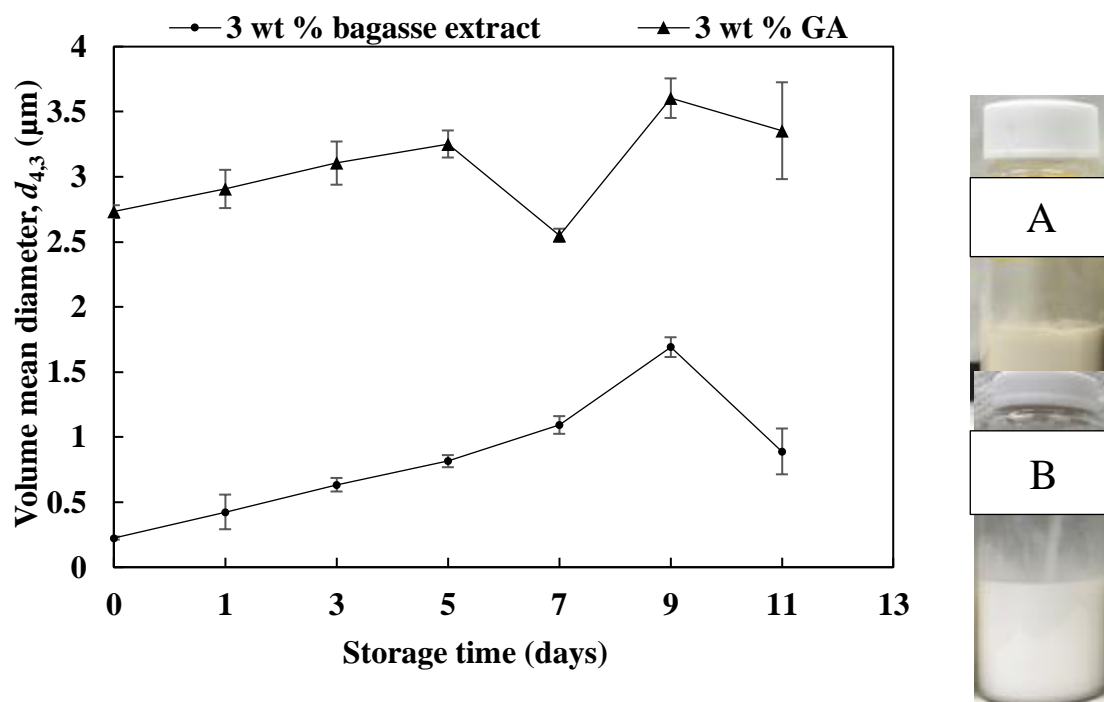 3 wt % bagasse extract
3 wt % GA
Volume mean diameter, d4,3 (µm)
4
3.5
3
2.5
2
1.5
1
0.5
0
0 1 3 5 7 9 11 13
Storage time (days)
A
B